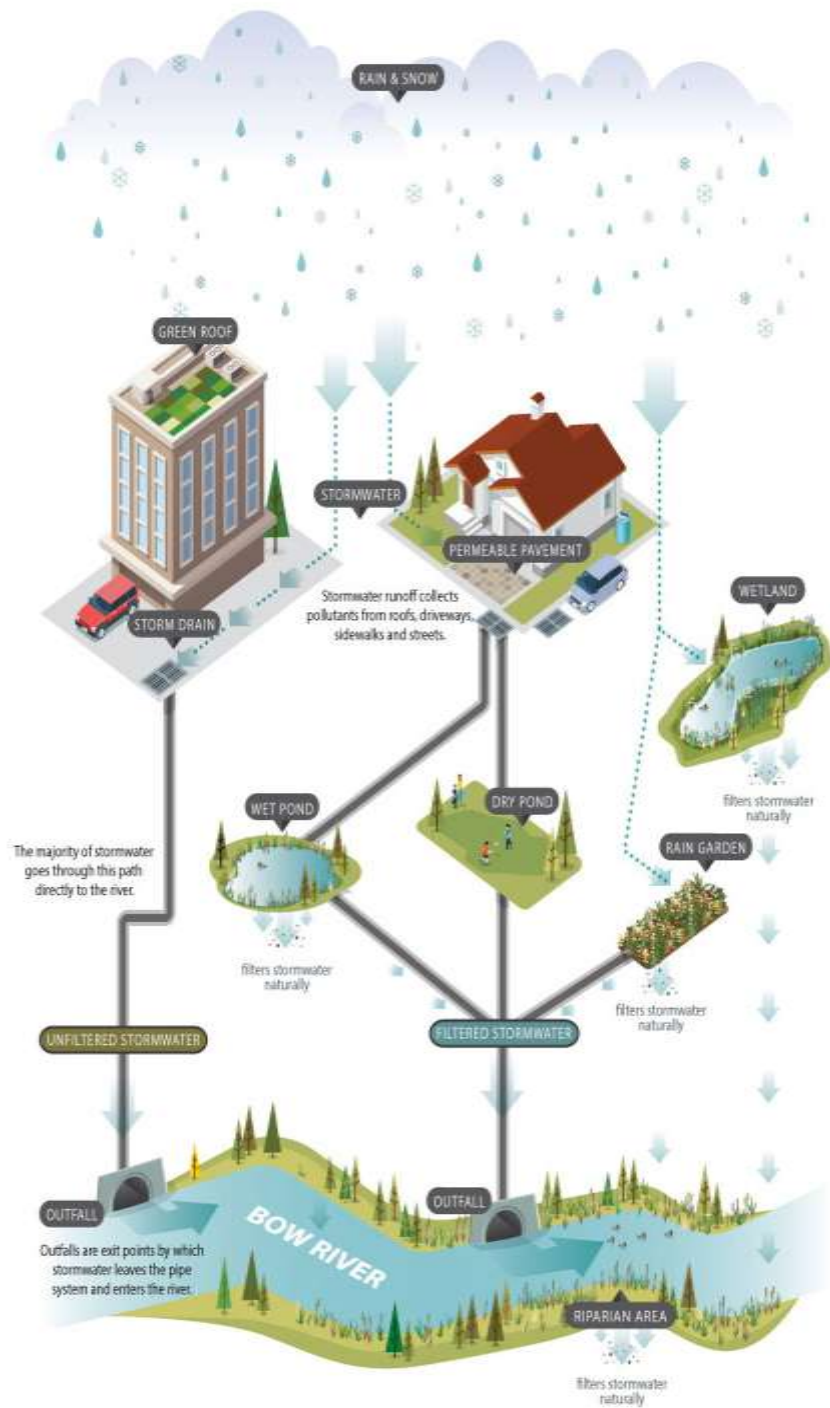 RAIN & SNOW
GREEN ROOF
STORMWATER
PERMEABLE PAVEMENT
Stormwater runoff collects
pollutants from roofs, driveways,
sidewalks and streets.
STORM DRAIN
WETLAND
filters stormwater
naturally
WET POND
DRY POND
RAIN GARDEN
The majority of stormwater
goes through this path
directly to the river.
filters stormwater
naturally
filters stormwater
naturally
UNFILTERED STORMWATER
FILTERED STORMWATER
OUTFALL
OUTFALL
BOW RIVER
Outfalls are exit points by which
stormwater leaves the pipe
system and enters the river.
RIPARIAN AREA
filters stormwater
naturally